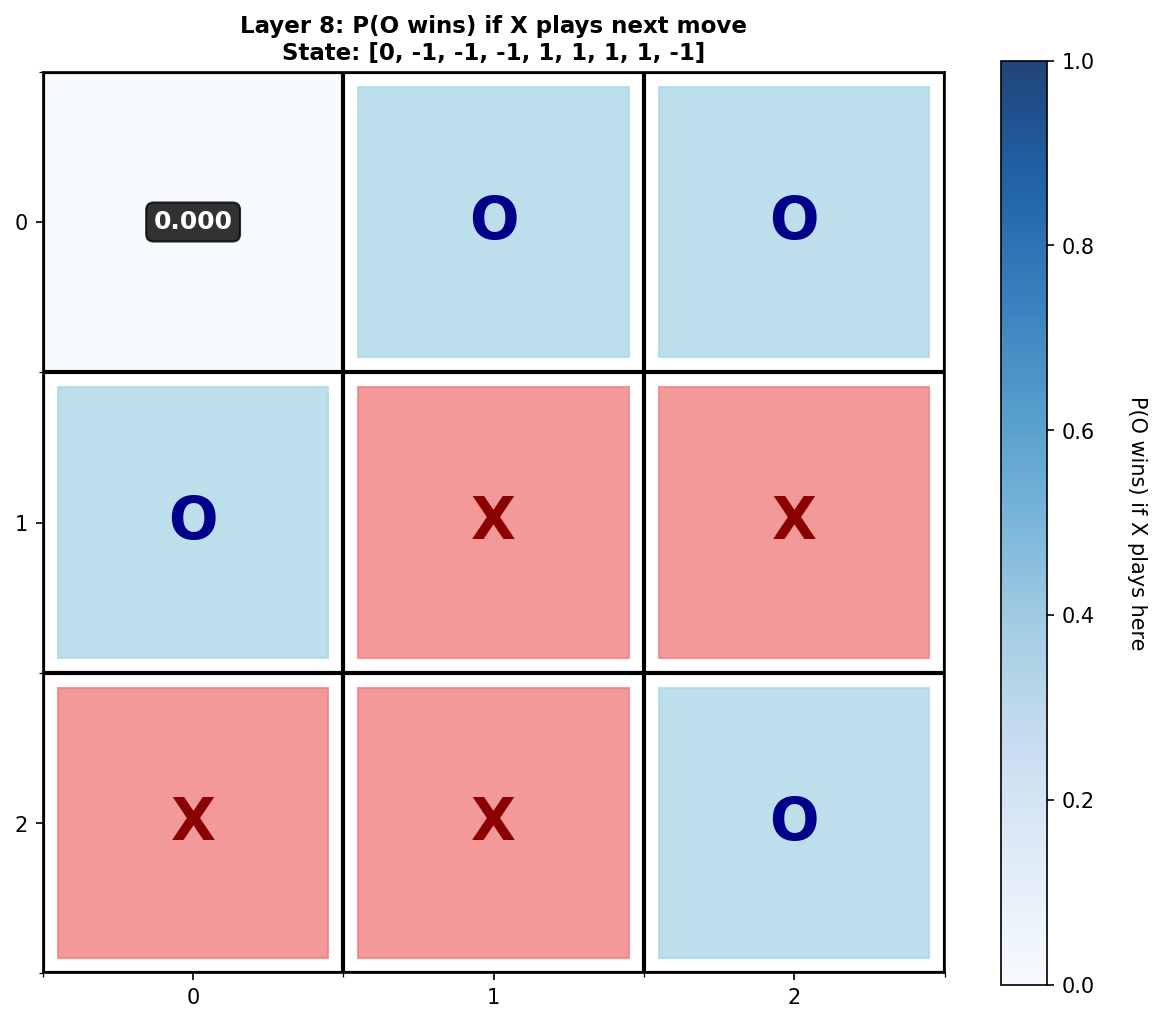 Layer 8: P(O wins) if X plays next move
State: [0, -1, -1, -1, 1, 1, 1, 1, -1]
0
0.000
O
O
1
O
X
X
2
X
X
O
0
1
2
1.0
0.8
0.6
0.4
0.2
0.0
P(O wins) if X plays here